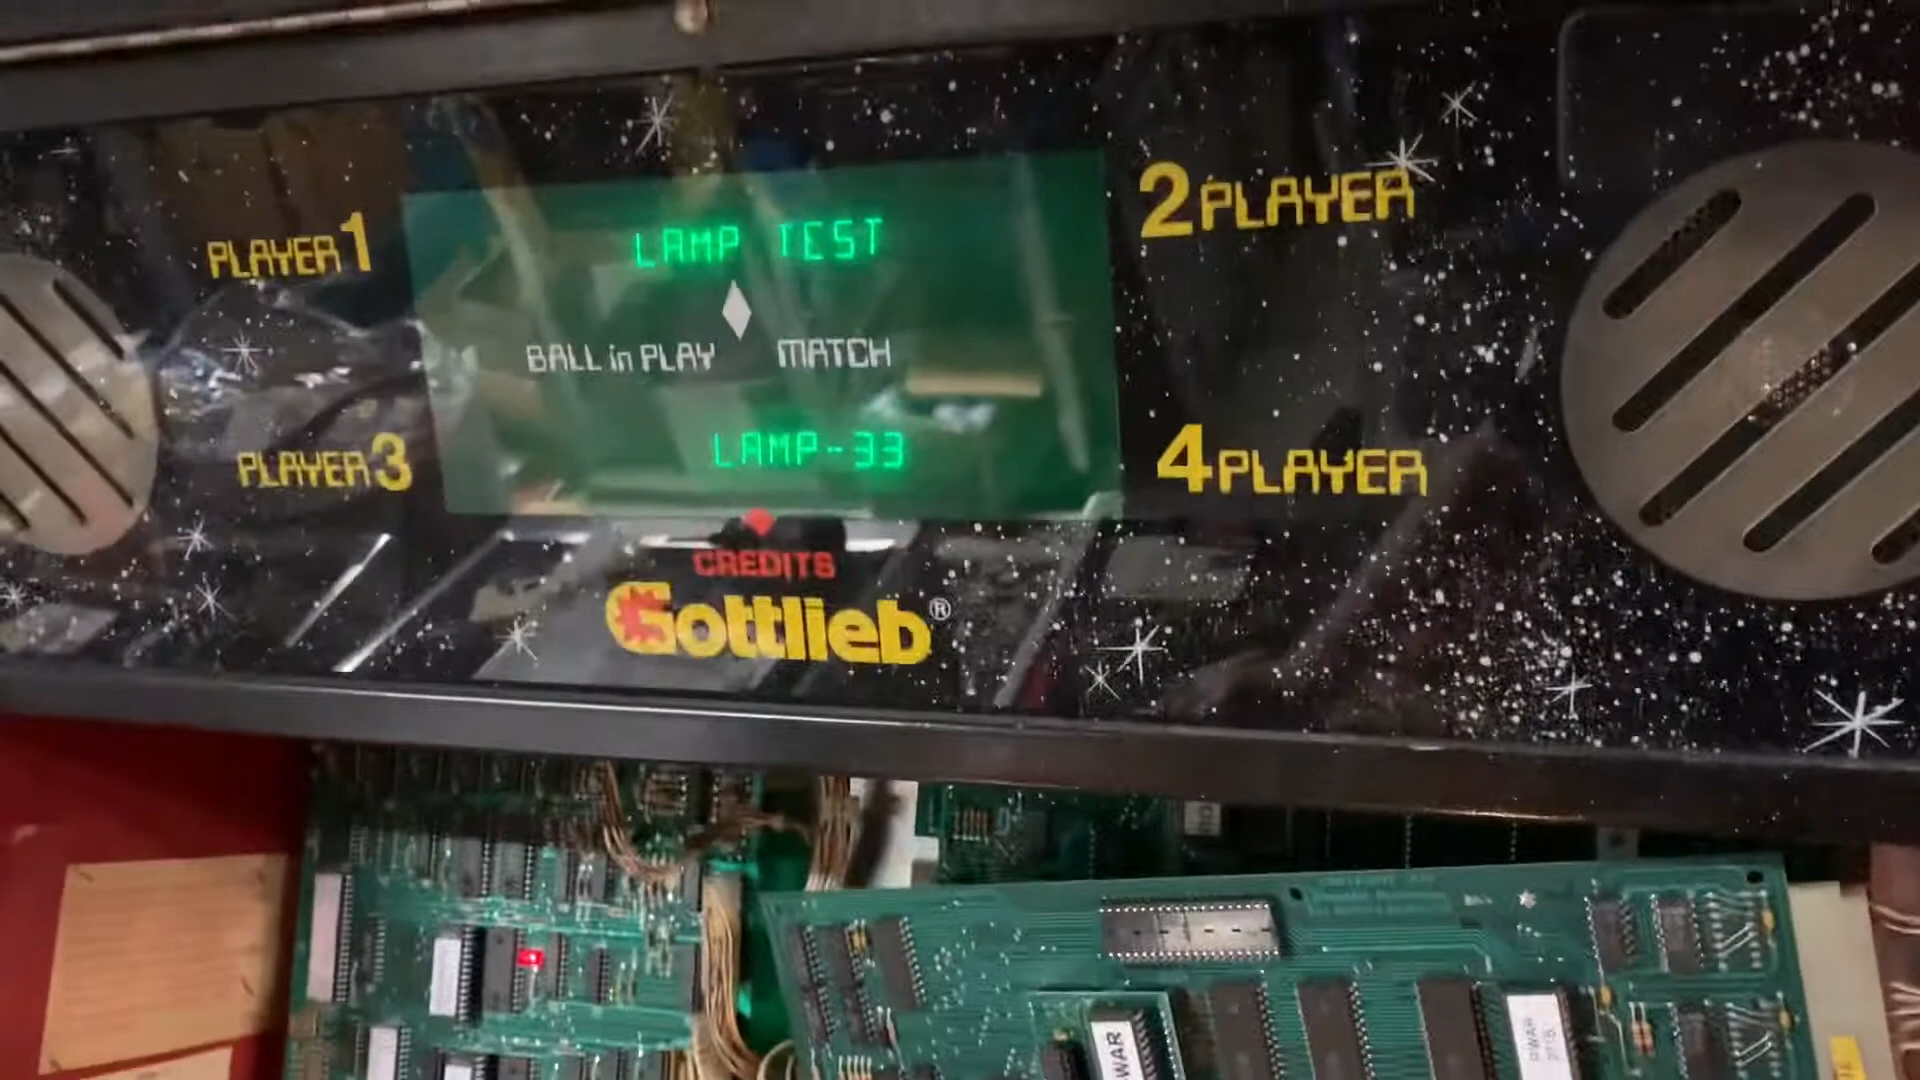 PLAYER 1
LAMP TEST
2 PLAYER
BALL in PLAY MATCH
PLAYER 3
LAMP-33
4 PLAYER
CREDITS
Gottlieb®